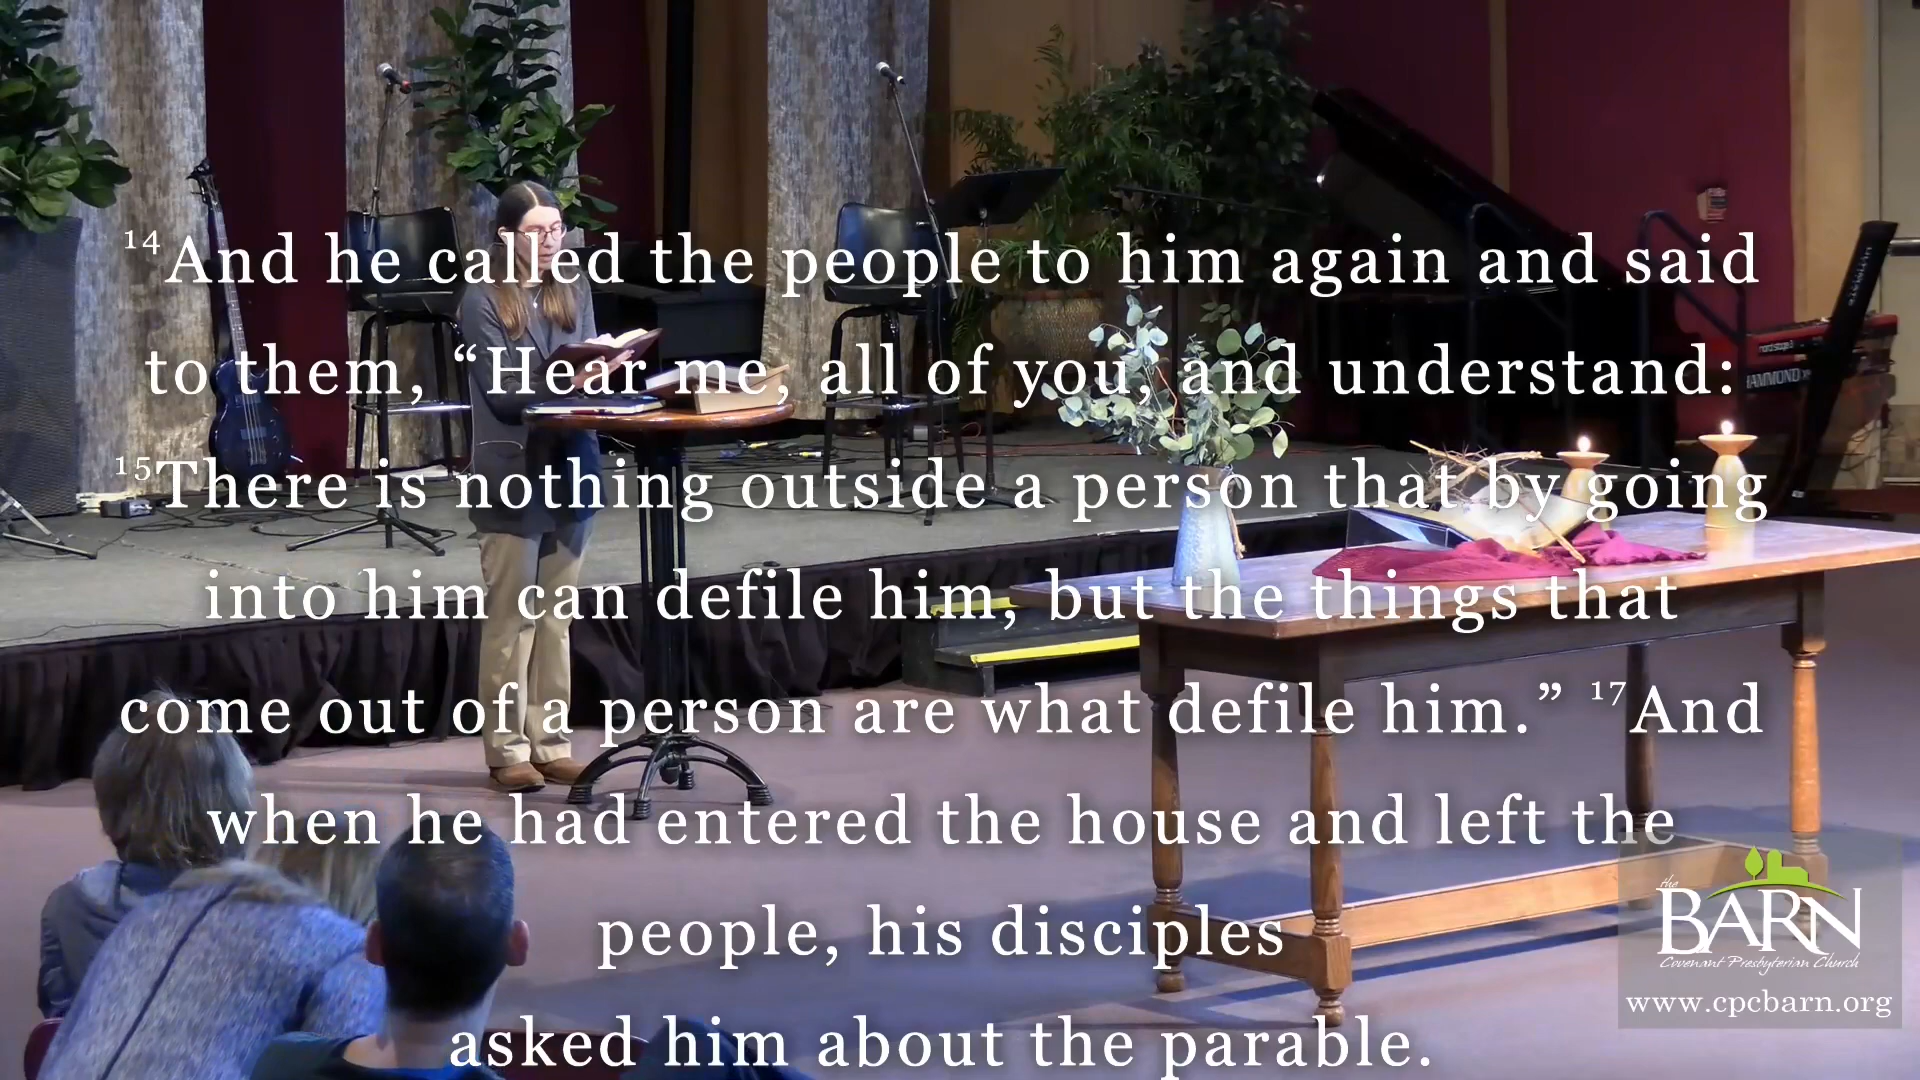 ¹⁴And he called the people to him again and said
to them, “Hear me, all of you, and understand:
¹⁵There is nothing outside a person that by going
into him can defile him, but the things that
come out of a person are what defile him.” ¹⁷And
when he had entered the house and left the
people, his disciples
asked him about the parable.
HAMMOND
the
BARN
Covenant Presbyterian Church
www.cpcbarn.org